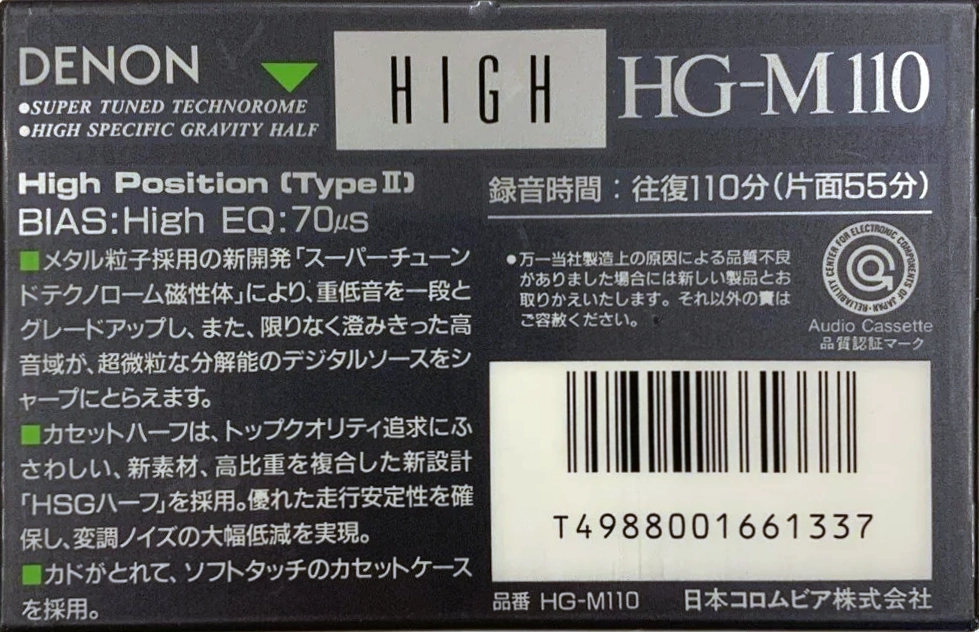 DENON
●SUPER TUNED TECHNOROME
●HIGH SPECIFIC GRAVITY HALF
HIGH
HG-M 110
High Position (Type II)
BIAS:High EQ:70μs
■メタル粒子採用の新開発「スーパーチューン
ドテクノローム磁性体」により、重低音を一段と
グレードアップし、また、限りなく澄みきった高
音域が、超微粒な分解能のデジタルソースをシ
ャープにとらえます。
■カセットハーフは、トップクオリティ追求にふ
さわしい、新素材、高比重を複合した新設計
「HSGハーフ」を採用。優れた走行安定性を確
保し、変調ノイズの大幅低減を実現。
■カドがとれて、ソフトタッチのカセットケース
を採用。
録音時間:往復110分(片面55分)
●万一当社製造上の原因による品質不良
がありました場合には新しい製品とお
取りかえいたします。それ以外の責は
ご容赦ください。
RELIABILITY CENTER FOR ELECTRONIC COMPONENTS OF JAPAN
Audio Cassette
品質認証マーク
T4988001661337
品番 HG-M110
日本コロムビア株式会社